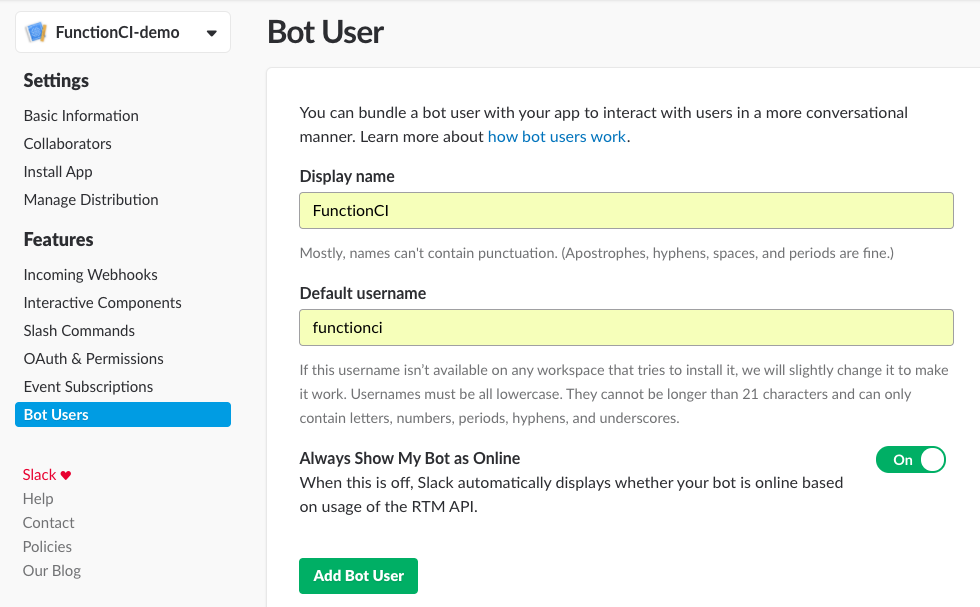 FunctionCI-demo
Settings
Basic Information
Collaborators
Install App
Manage Distribution
Features
Incoming Webhooks
Interactive Components
Slash Commands
OAuth & Permissions
Event Subscriptions
Bot Users
Slack ♥
Help
Contact
Policies
Our Blog
Bot User
You can bundle a bot user with your app to interact with users in a more conversational
manner. Learn more about how bot users work.
Display name
FunctionCI
Mostly, names can't contain punctuation. (Apostrophes, hyphens, spaces, and periods are fine.)
Default username
functionci
If this username isn't available on any workspace that tries to install it, we will slightly change it to make
it work. Usernames must be all lowercase. They cannot be longer than 21 characters and can only
contain letters, numbers, periods, hyphens, and underscores.
Always Show My Bot as Online
On
When this is off, Slack automatically displays whether your bot is online based
on usage of the RTM API.
Add Bot User